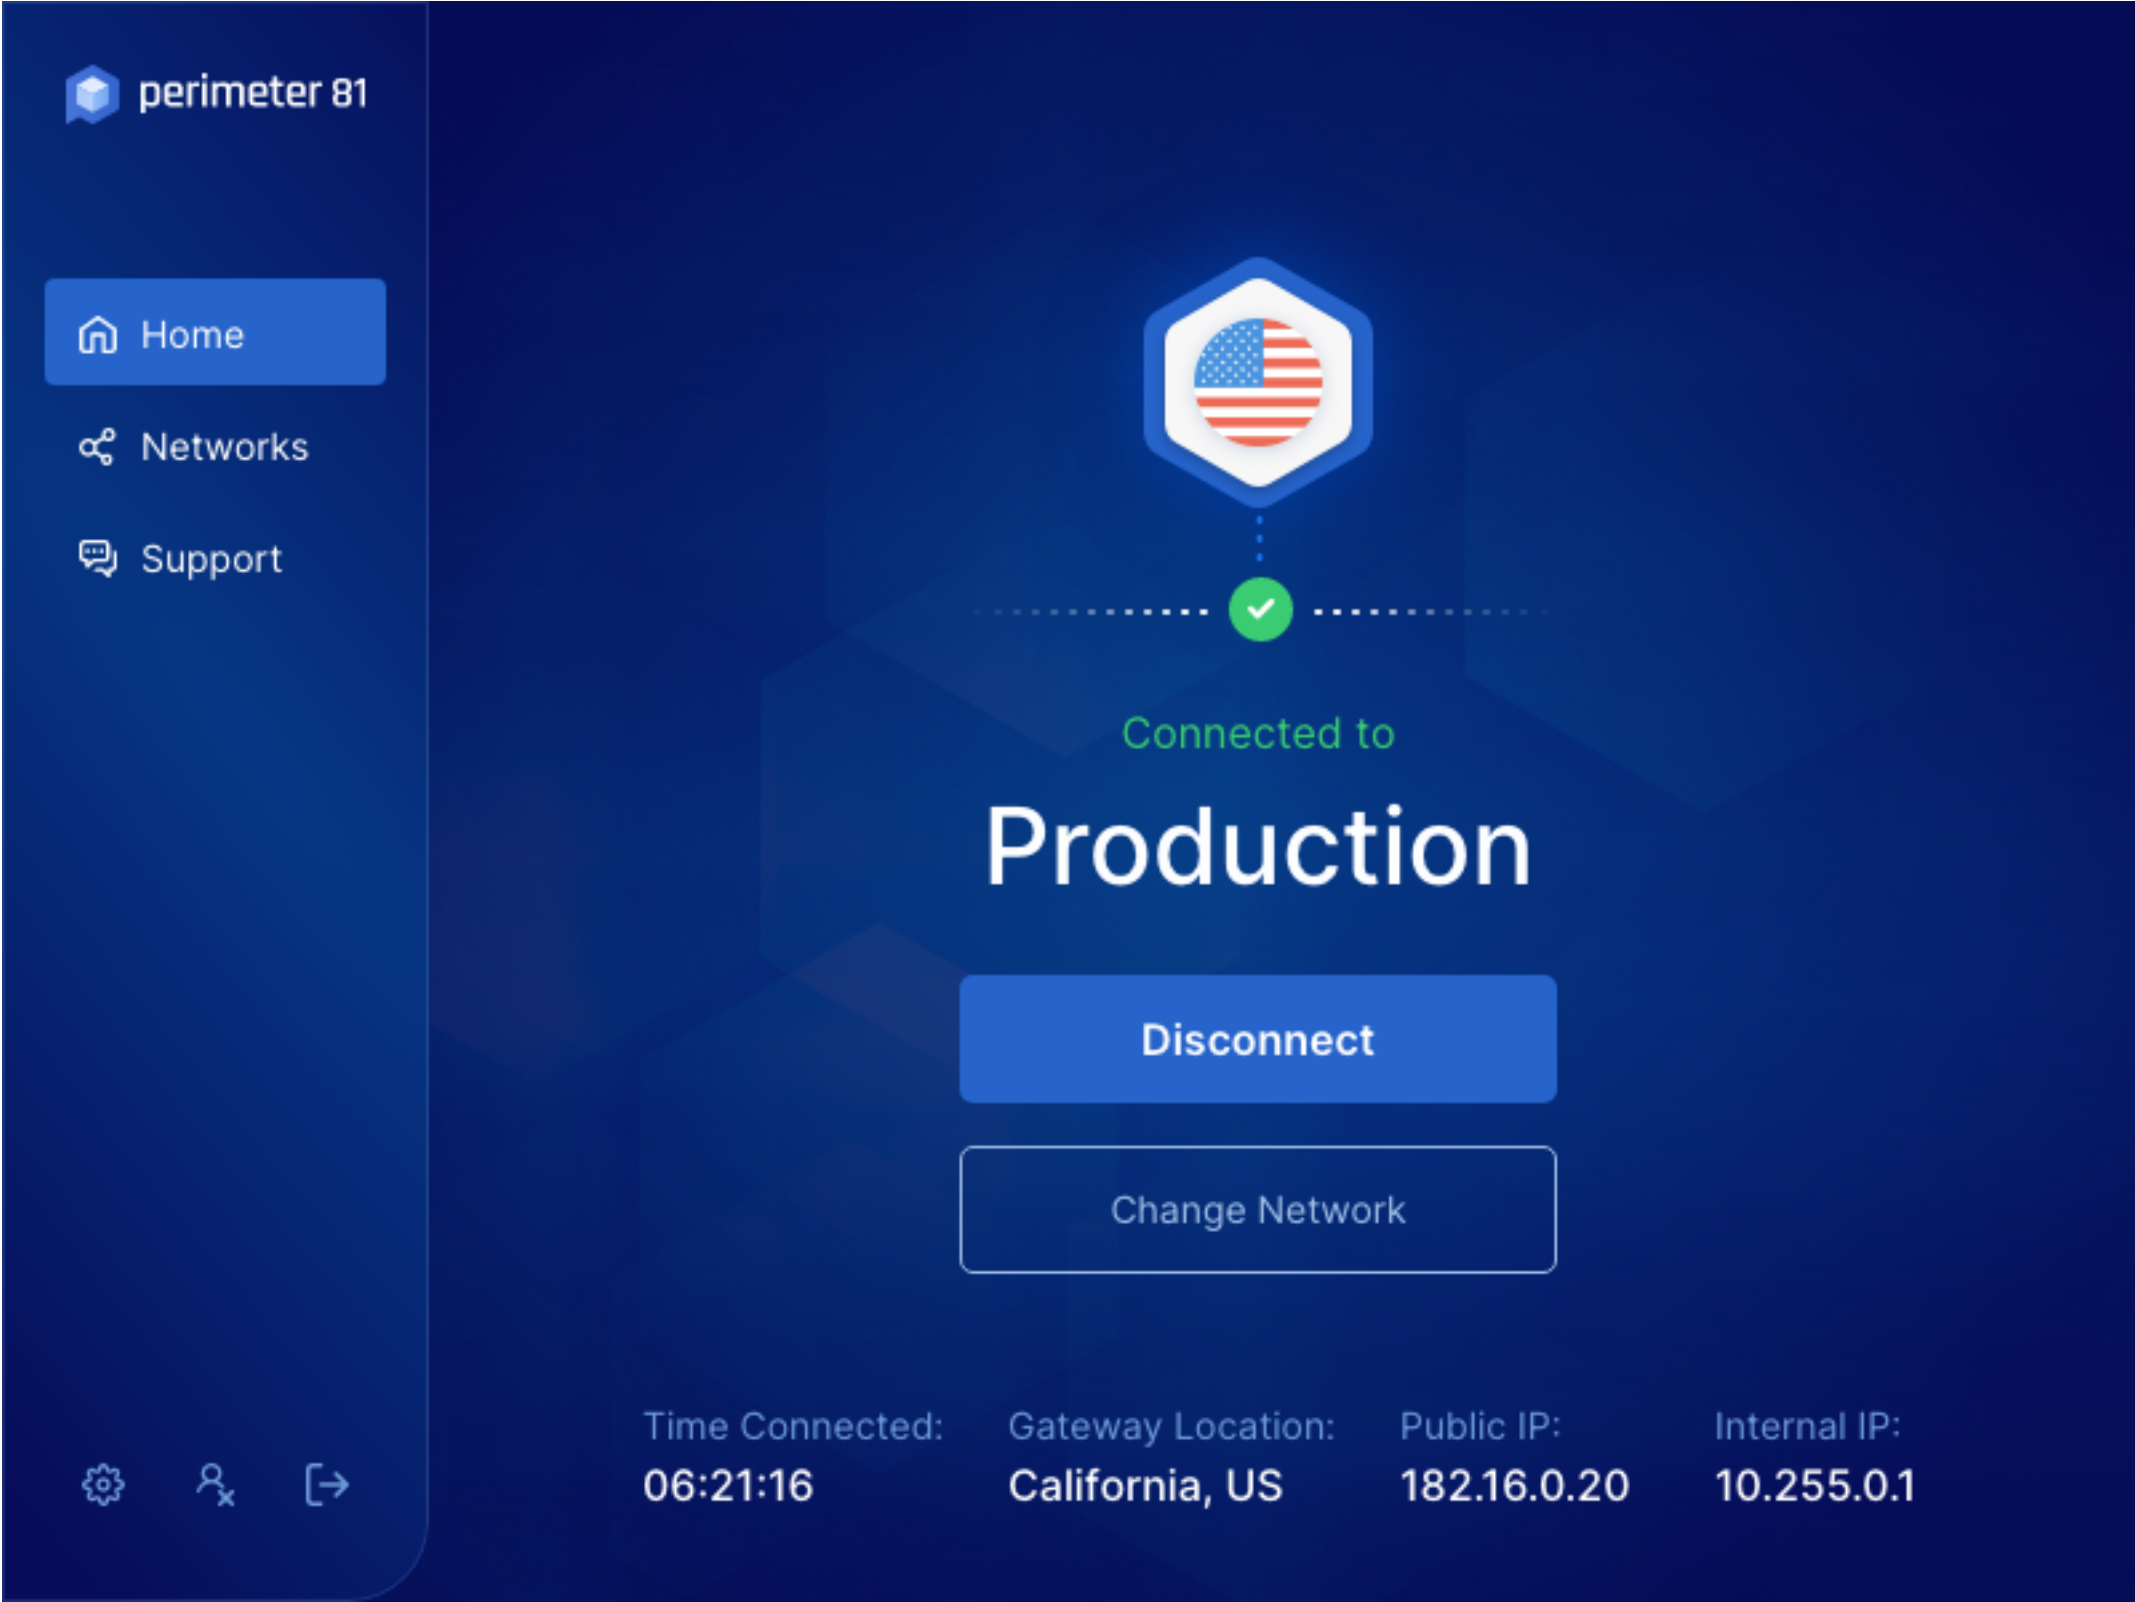 perimeter 81
Home
Networks
Support
Connected to
Production
Disconnect
Change Network
Time Connected:
06:21:16
Gateway Location:
California, US
Public IP:
182.16.0.20
Internal IP:
10.255.0.1